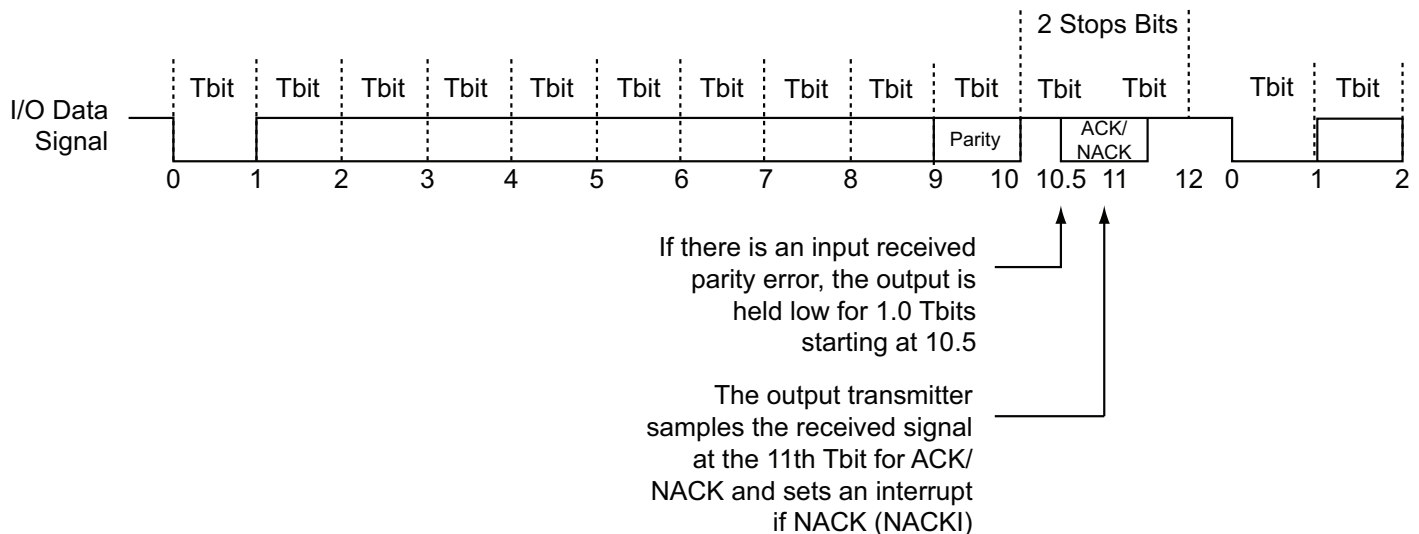 2 Stops Bits
Tbit Tbit Tbit Tbit Tbit Tbit Tbit Tbit Tbit Tbit Tbit Tbit Tbit Tbit
I/O Data
Signal
Parity
ACK/
NACK
0 1 2 3 4 5 6 7 8 9 10 10.5 11 12 0 1 2
If there is an input received
parity error, the output is
held low for 1.0 Tbits
starting at 10.5
The output transmitter
samples the received signal
at the 11th Tbit for ACK/
NACK and sets an interrupt
if NACK (NACKI)